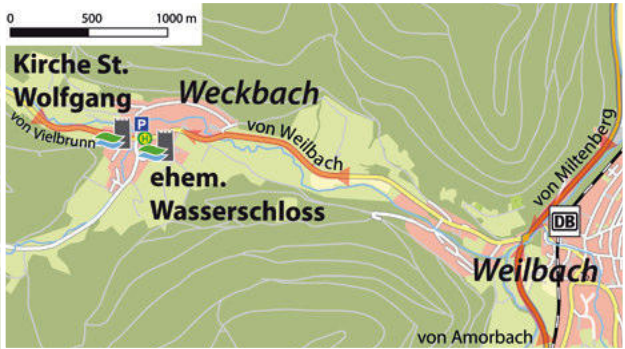 0 500 1000 m
Kirche St.
Wolfgang
Weckbach
P
H
von Vielbrunn
von Weilbach
ehem.
Wasserschloss
von Miltenberg
DB
Weilbach
von Amorbach